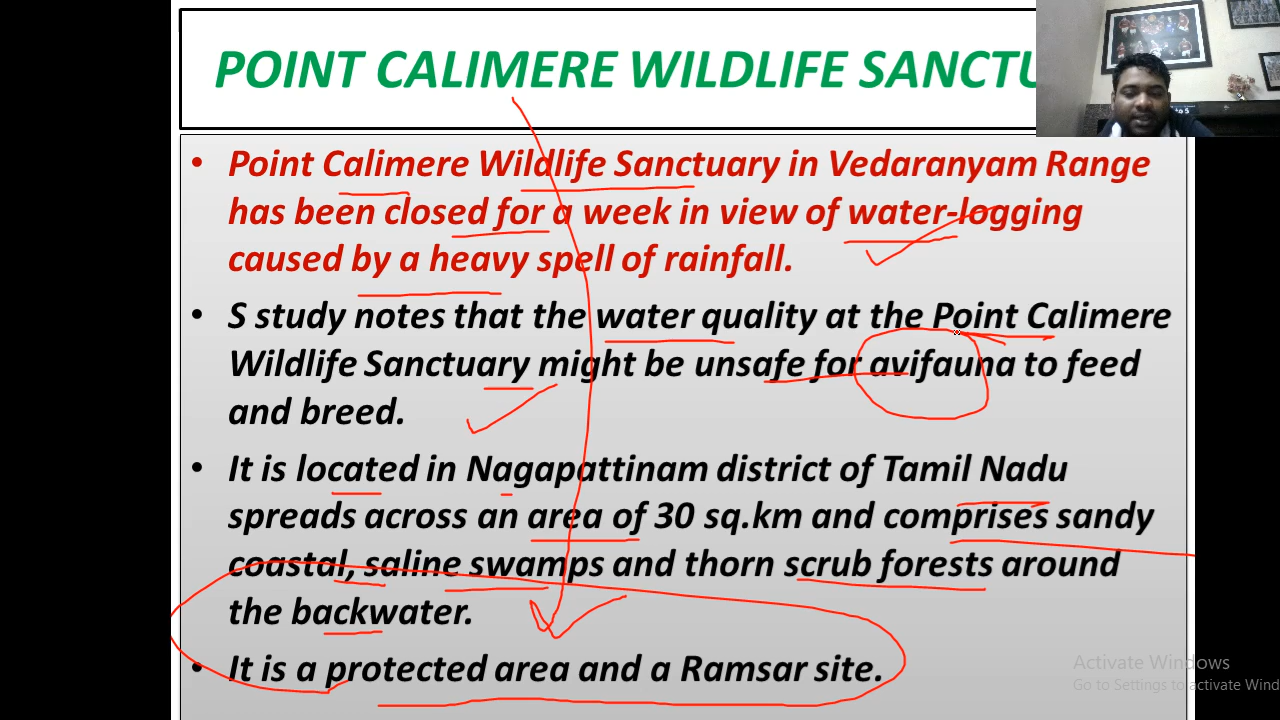 POINT CALIMERE WILDLIFE SANCTU
Point Calimere Wildlife Sanctuary in Vedaranyam Range
has been closed for a week in view of water-logging
caused by a heavy spell of rainfall.
S study notes that the water quality at the Point Calimere
Wildlife Sanctuary might be unsafe for avifauna to feed
and breed.
It is located in Nagapattinam district of Tamil Nadu
spreads across an area of 30 sq.km and comprises sandy
coastal, saline swamps and thorn scrub forests around
the backwater.
It is a protected area and a Ramsar site.
Activate Windows
Go to Settings to activate Wind